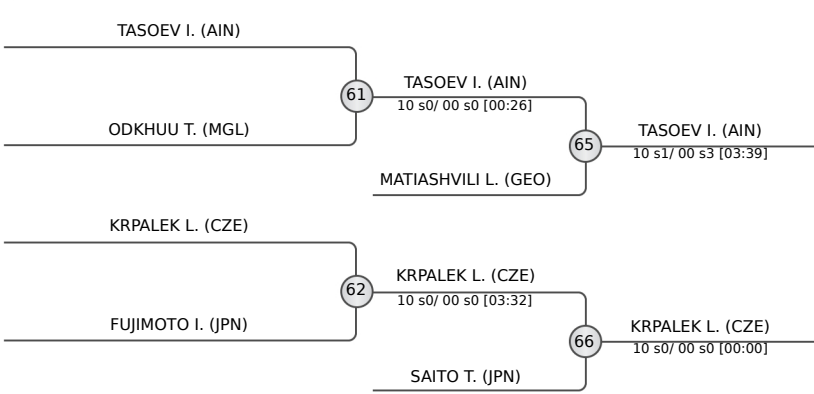 TASOEV I. (AIN)
ODKHUU T. (MGL)
61
TASOEV I. (AIN)
10 s0/ 00 s0 [00:26]
MATIASHVILI L. (GEO)
65
TASOEV I. (AIN)
10 s1/ 00 s3 [03:39]
KRPALEK L. (CZE)
FUJIMOTO I. (JPN)
62
KRPALEK L. (CZE)
10 s0/ 00 s0 [03:32]
SAITO T. (JPN)
66
KRPALEK L. (CZE)
10 s0/ 00 s0 [00:00]